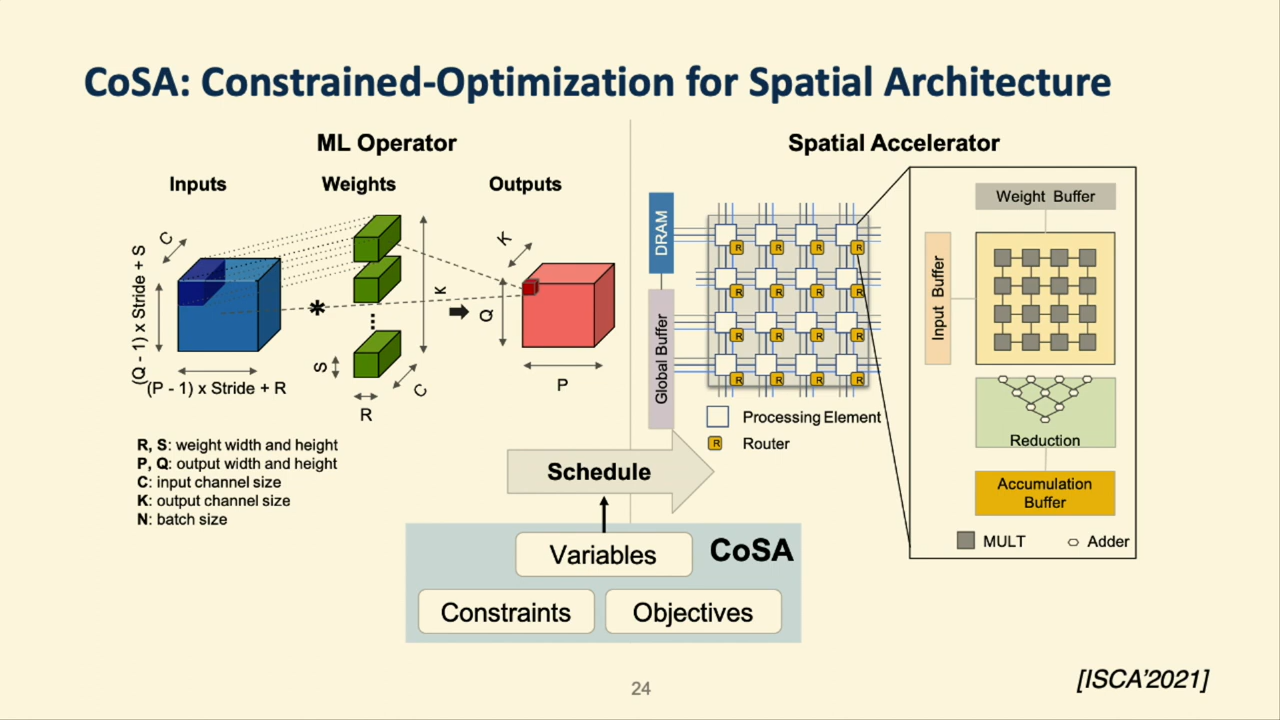 CoSA: Constrained-Optimization for Spatial Architecture
ML Operator
Inputs
Weights
Outputs
C
(Q - 1) x Stride + S
(P - 1) x Stride + R
*
K
S
R
C
K
Q
P
R, S: weight width and height
P, Q: output width and height
C: input channel size
K: output channel size
N: batch size
Spatial Accelerator
DRAM
Global Buffer
R R R R
R R R R
R R R R
R R R R
Processing Element
R Router
Weight Buffer
Input Buffer
Reduction
Accumulation
Buffer
MULT
Adder
Schedule
Variables
CoSA
Constraints
Objectives
24
[ISCA'2021]